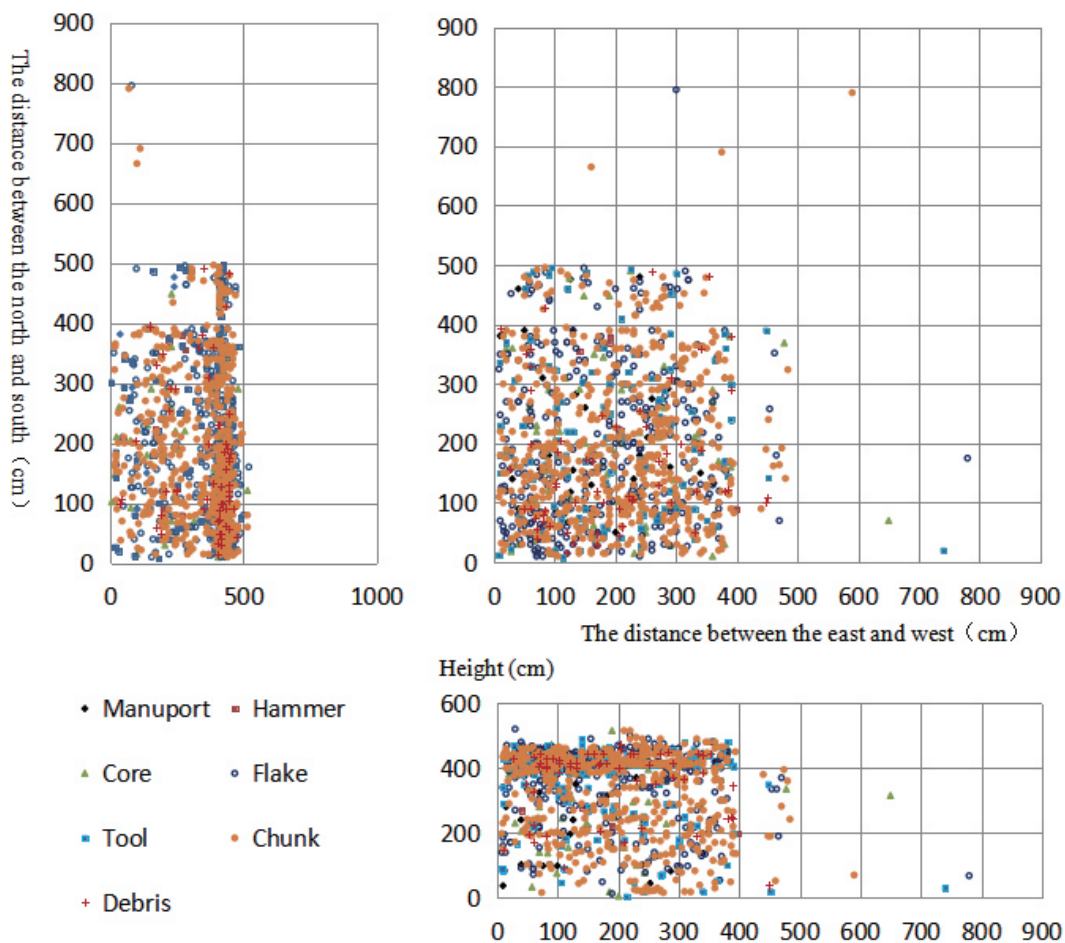 900
800
700
600
500
400
300
200
100
0
0 500 1000
The distance between the north and south（cm）
900
800
700
600
500
400
300
200
100
0
0 100 200 300 400 500 600 700 800 900
The distance between the east and west（cm）
Height (cm)
600
400
200
0
0 100 200 300 400 500 600 700 800 900
Manuport Hammer
Core Flake
Tool Chunk
Debris